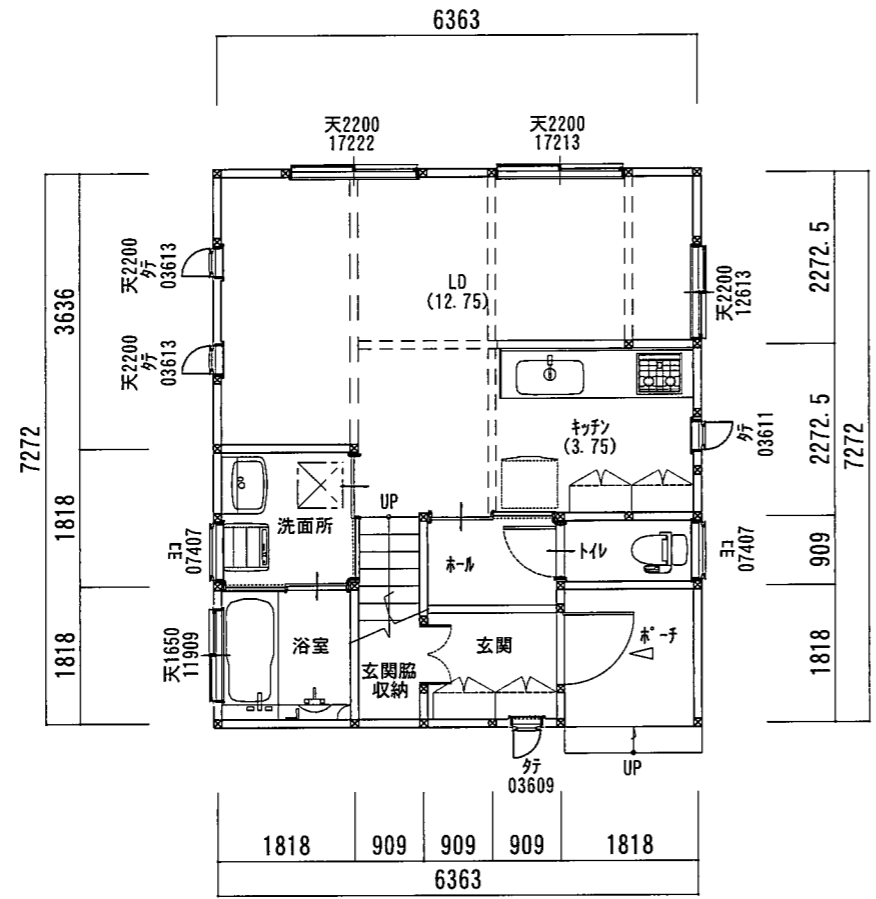 6363
天2200
17222
天2200
17213
天2200
ﾀﾃ
03613
天2200
ﾀﾃ
03613
3636
7272
1818
1818
LD
(12.75)
天2200
12613
2272.5
2272.5
7272
909
1818
ｷｯﾁﾝ
(3.75)
ﾀﾃ
03611
UP
洗面所
ﾖｺ
07407
ﾎｰﾙ
ﾄｲﾚ
ﾖｺ
07407
天1650
11909
浴室
玄関脇
収納
玄関
ﾎﾟｰﾁ
ﾀﾃ
03609
UP
1818
909
909
909
1818
6363